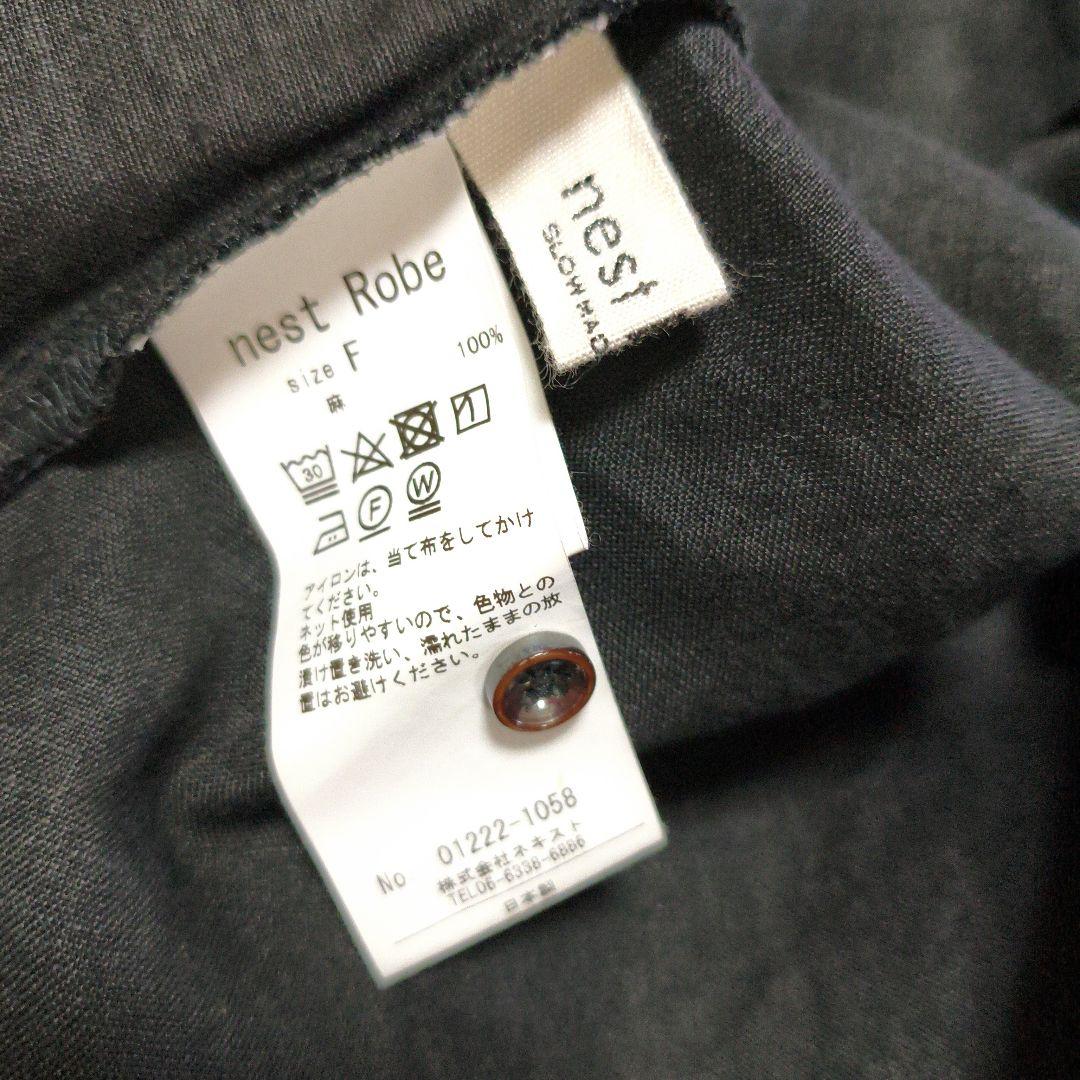 nest Robe
size F
麻 100%
30
F W
アイロンは、当て布をしてかけ
てください。
ネット使用
色が移りやすいので、色物との
漬け置き洗い、濡れたままの放
置はお避けください。
No 01222-1058
株式会社ネキスト
TEL06-6338-6886
日本製
nest
SLOW MAD